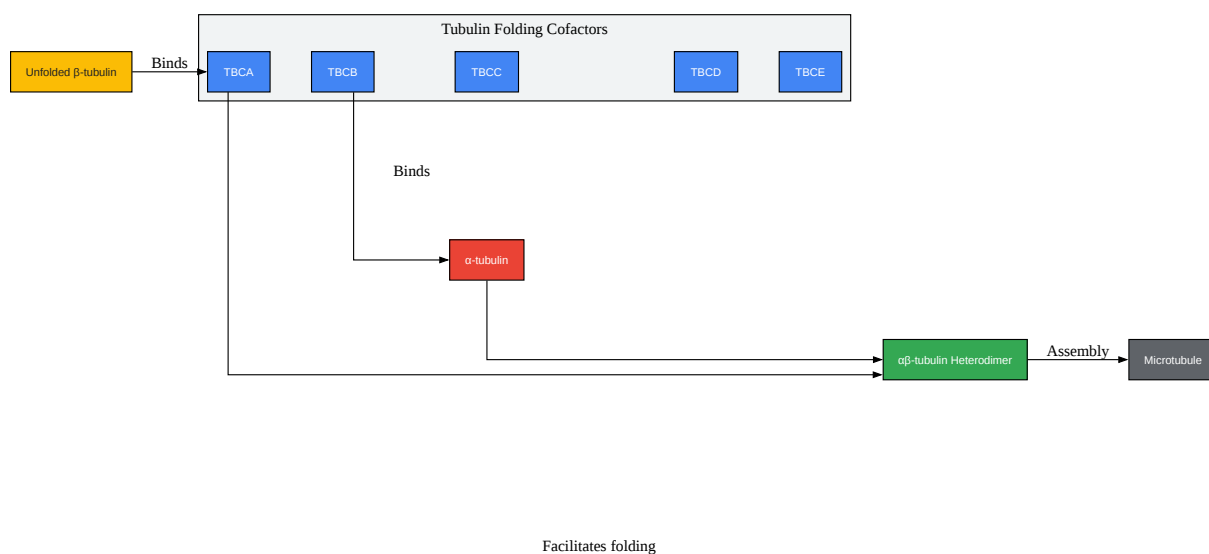 Tubulin Folding Cofactors
Unfolded β-tubulin
Binds
TBCA
TBCB
TBCC
TBCD
TBCE
Binds
α-tubulin
αβ-tubulin Heterodimer
Assembly
Microtubule
Facilitates folding